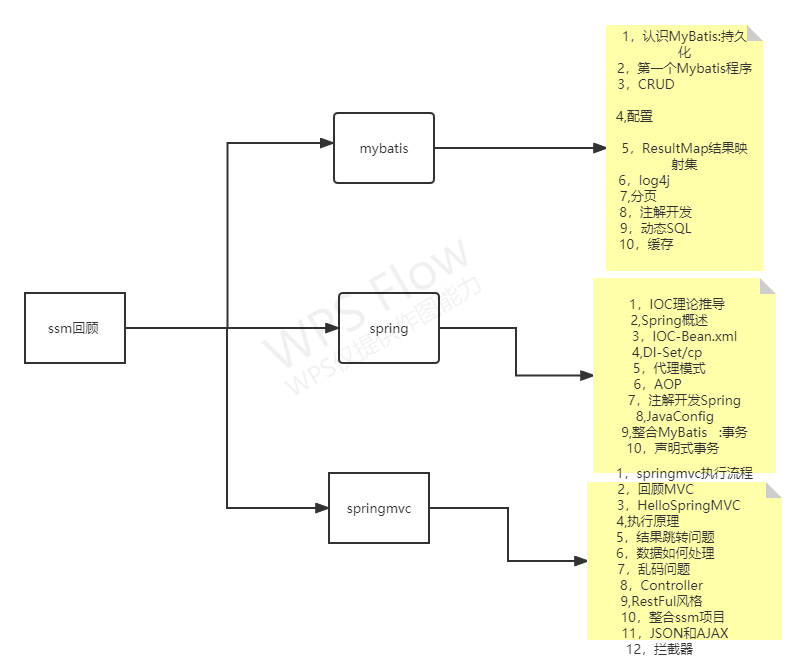 1，认识MyBatis:持久
化
2，第一个Mybatis程序
3，CRUD
4,配置
5，ResultMap结果映
射集
6，log4j
7,分页
8，注解开发
9，动态SQL
10，缓存
mybatis
ssm回顾
spring
1，IOC理论推导
2,Spring概述
3，IOC-Bean.xml
4,DI-Set/cp
5，代理模式
6，AOP
7，注解开发Spring
8,JavaConfig
9,整合MyBatis :事务
10，声明式事务
springmvc
1，springmvc执行流程
2，回顾MVC
3，HelloSpringMVC
4,执行原理
5，结果跳转问题
6，数据如何处理
7，乱码问题
8，Controller
9,RestFul风格
10，整合ssm项目
11，JSON和AJAX
12，拦截器
WPS Flow
WPS仅提供作图能力